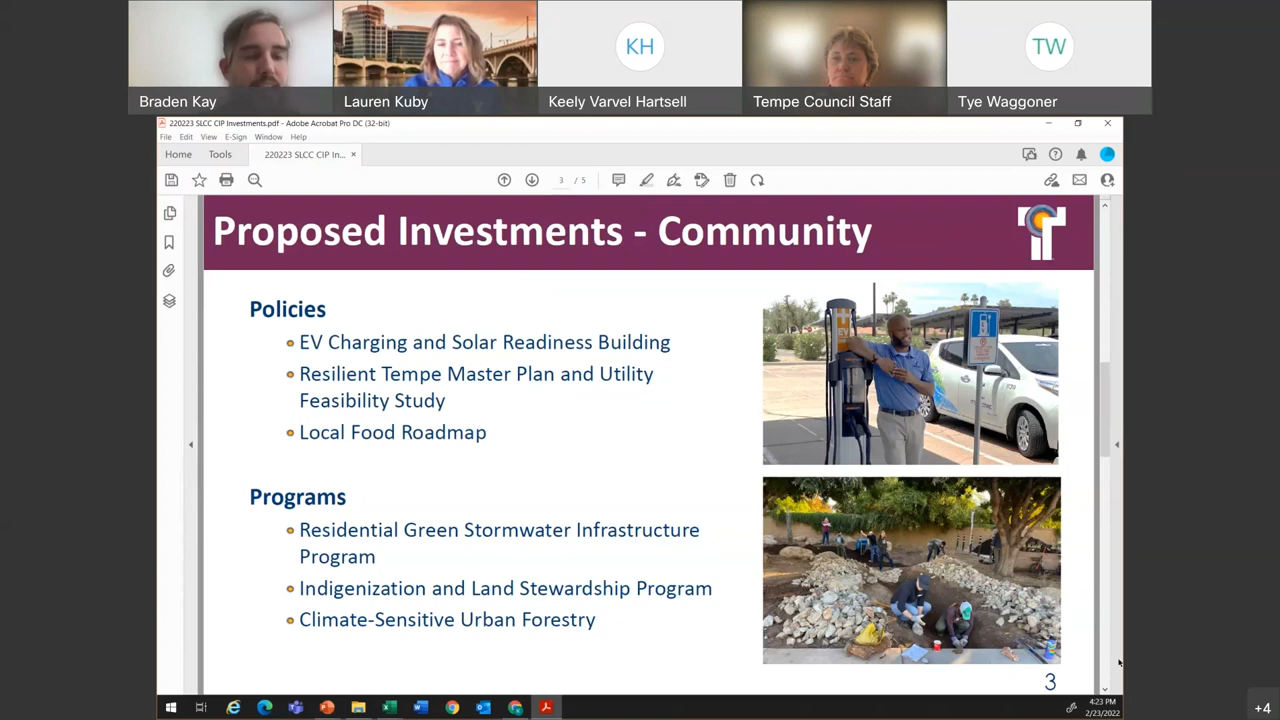 KH
TW
Braden Kay
Lauren Kuby
Keely Varvel Hartsell
Tempe Council Staff
Tye Waggoner
220223 SLCC CIP Investments.pdf - Adobe Acrobat Pro DC (32-bit)
File Edit View E-Sign Window Help
Home Tools 220223 SLCC CIP In... ×
3 / 5
Proposed Investments - Community
Policies
EV Charging and Solar Readiness Building
Resilient Tempe Master Plan and Utility
Feasibility Study
Local Food Roadmap
Programs
Residential Green Stormwater Infrastructure
Program
Indigenization and Land Stewardship Program
Climate-Sensitive Urban Forestry
EV
3
4:23 PM
2/23/2022
+4